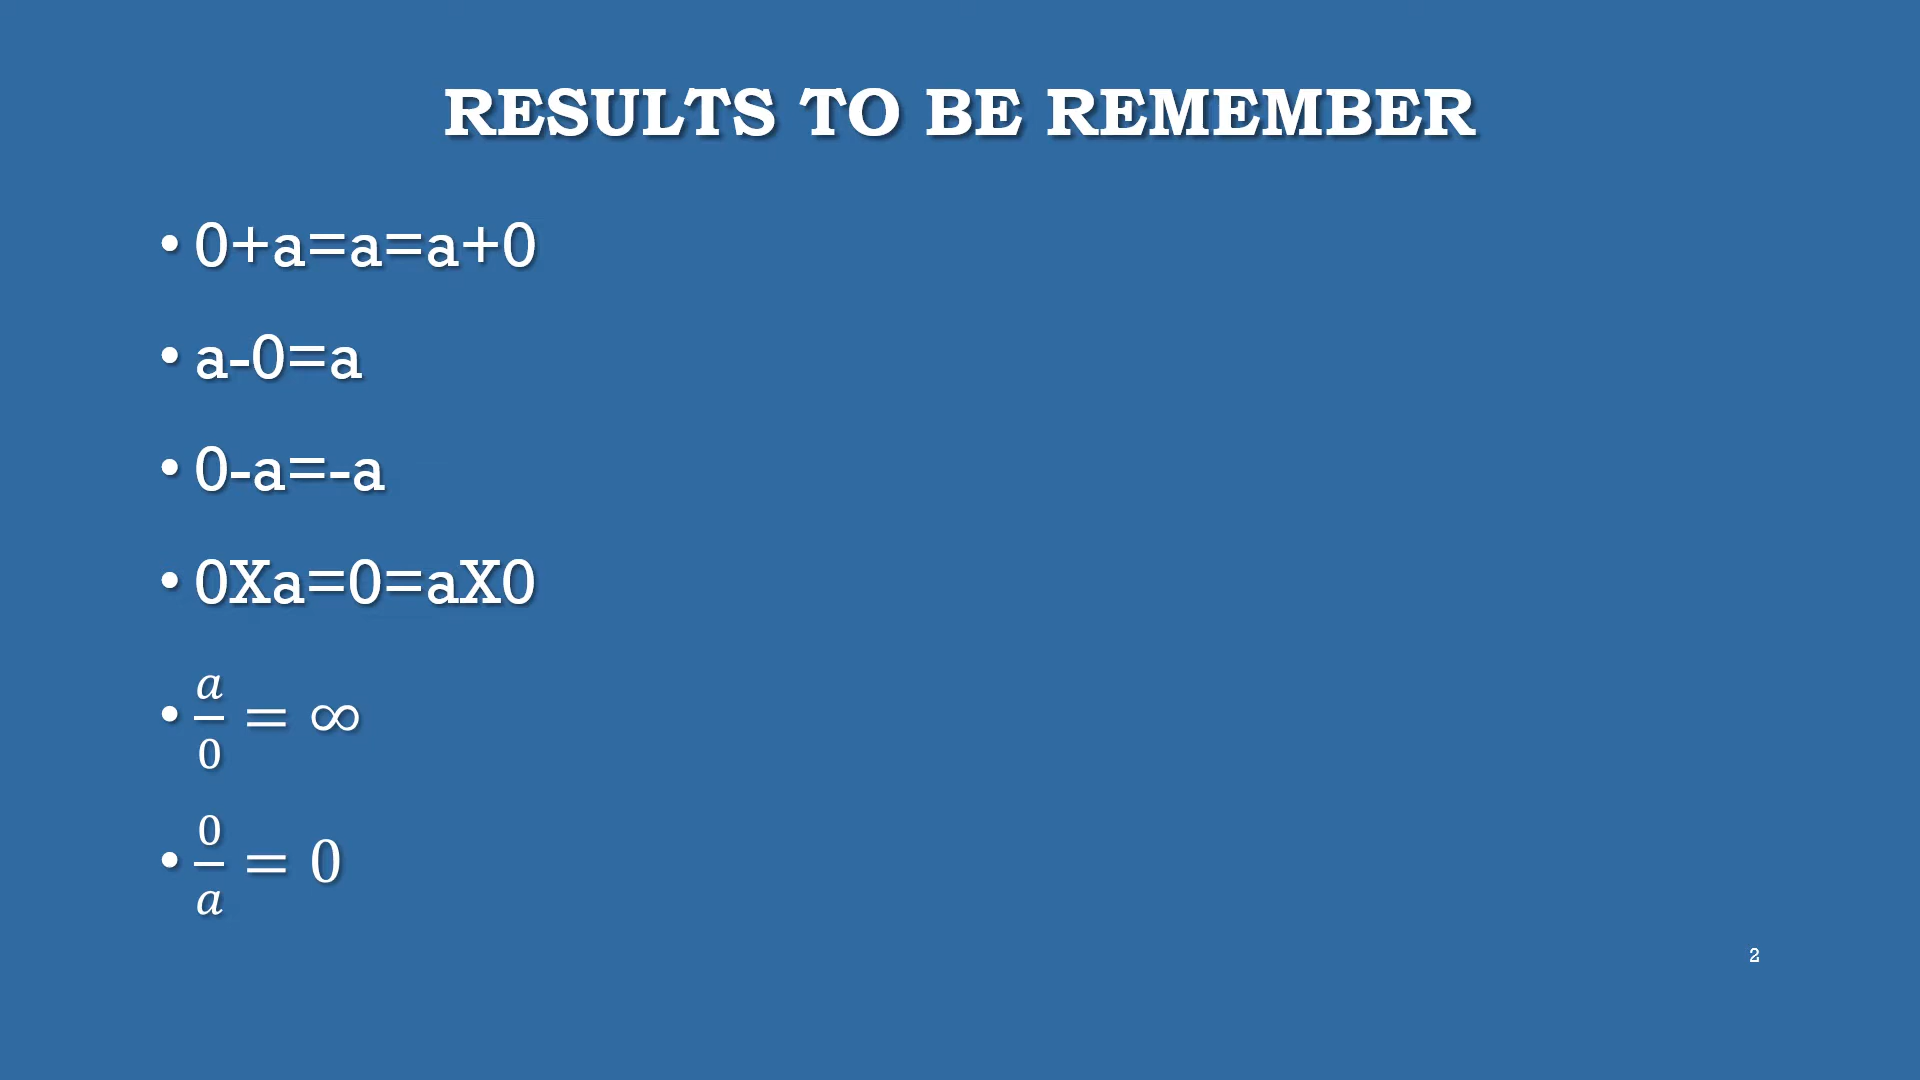 RESULTS TO BE REMEMBER
• 0+a=a=a+0
• a-0=a
• 0-a=-a
• 0Xa=0=aX0
• a/0 = ∞
• 0/a = 0
2